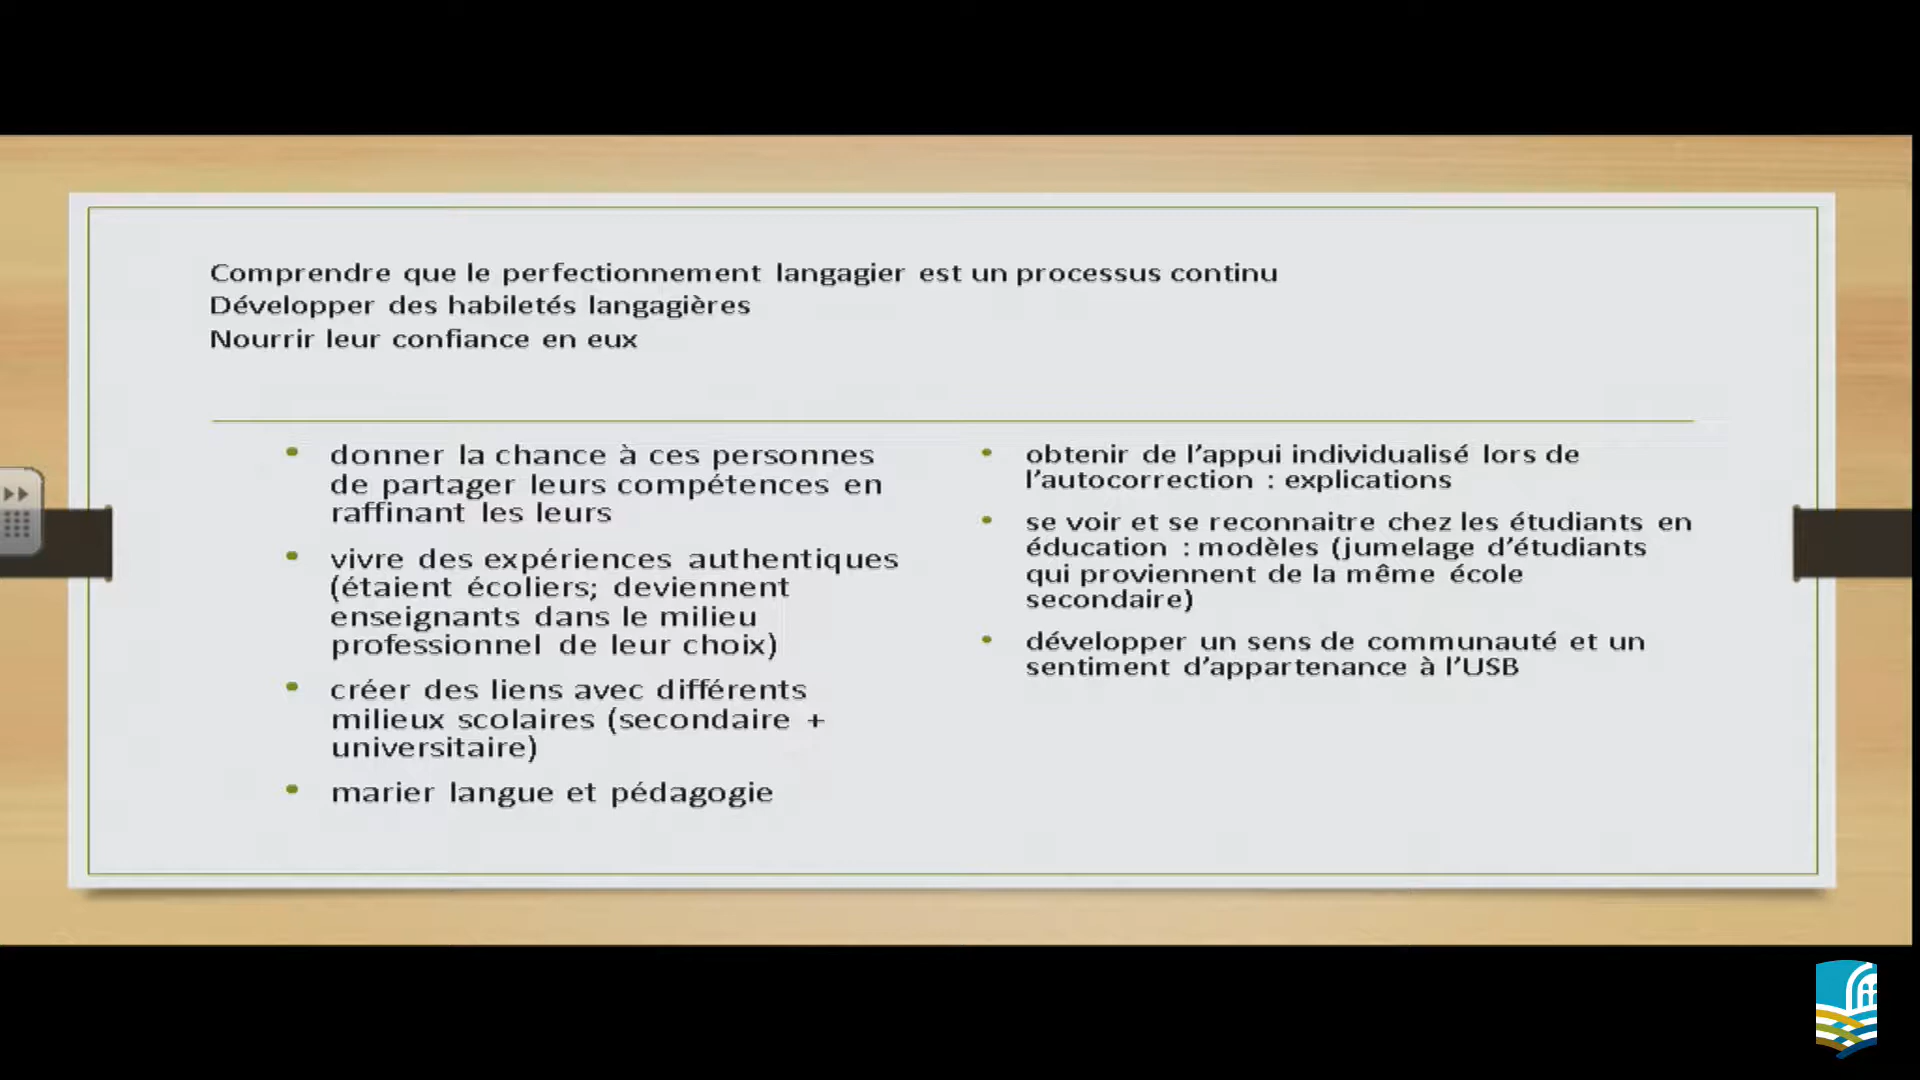 Comprendre que le perfectionnement langagier est un processus continu
Développer des habiletés langagières
Nourrir leur confiance en eux
• donner la chance à ces personnes
de partager leurs compétences en
raffinant les leurs
• vivre des expériences authentiques
(étaient écoliers; deviennent
enseignants dans le milieu
professionnel de leur choix)
• créer des liens avec différents
milieux scolaires (secondaire +
universitaire)
• marier langue et pédagogie
• obtenir de l’appui individualisé lors de
l’autocorrection : explications
• se voir et se reconnaitre chez les étudiants en
éducation : modèles (jumelage d’étudiants
qui proviennent de la même école
secondaire)
• développer un sens de communauté et un
sentiment d’appartenance à l’USB